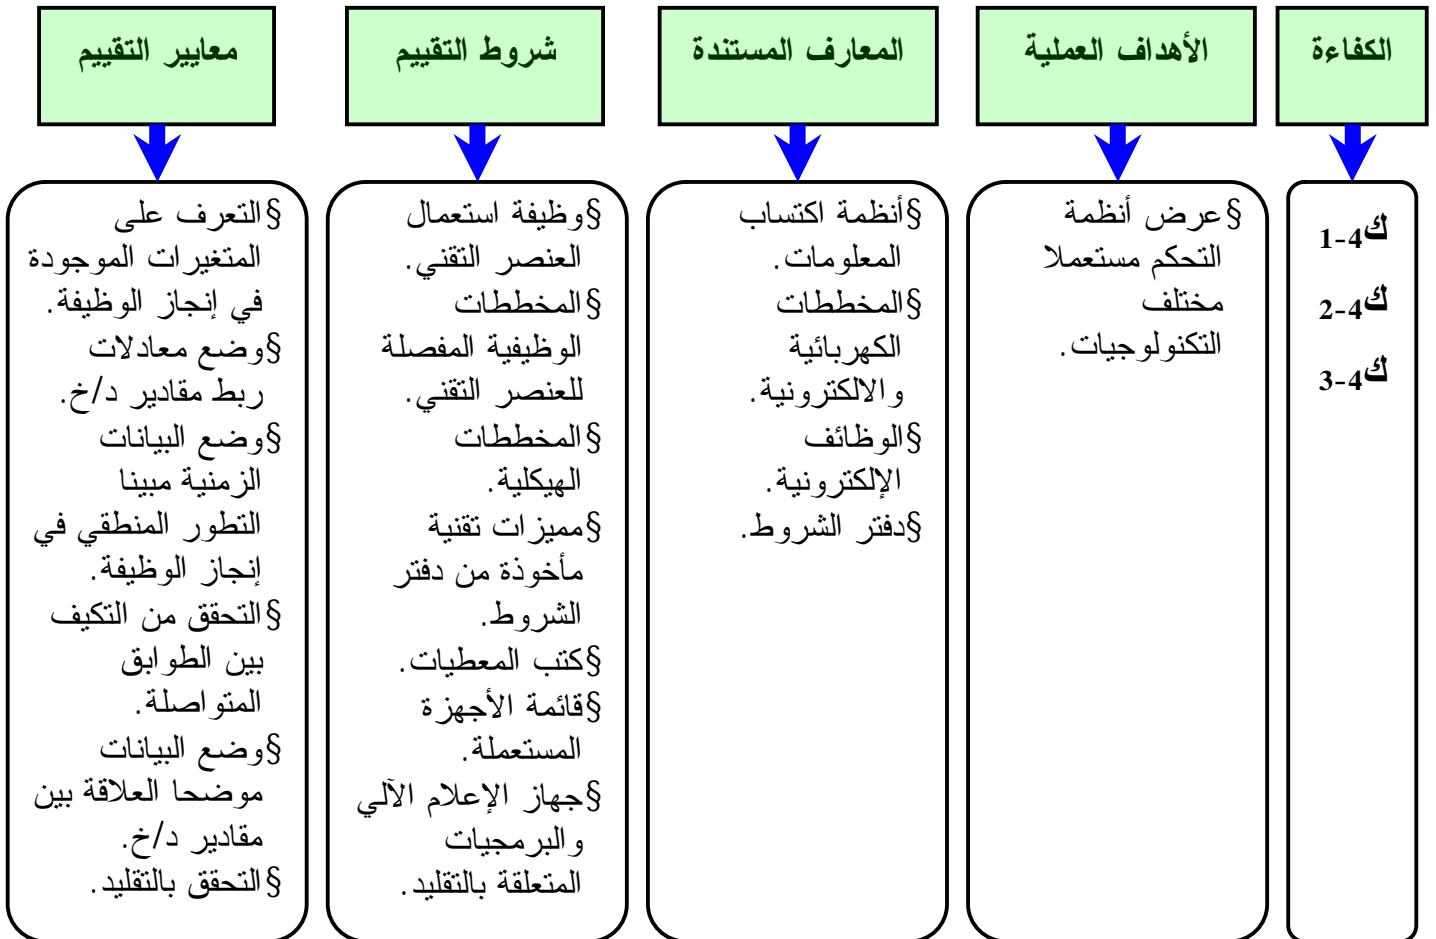 الكفاءة
ك4-1
ك4-2
ك4-3
الأهداف العملية
§عرض أنظمة
التحكم مستعملا
مختلف
التكنولوجيات.
المعارف المستندة
§أنظمة اكتساب
المعلومات.
§المخططات
الكهربائية
والالكترونية.
§الوظائف
الإلكترونية.
§دفتر الشروط.
شروط التقييم
§وظيفة استعمال
العنصر التقني.
§المخططات
الوظيفية المفصلة
للعنصر التقني.
§المخططات
الهيكلية.
§مميزات تقنية
مأخوذة من دفتر
الشروط.
§كتب المعطيات.
§قائمة الأجهزة
المستعملة.
§جهاز الإعلام الآلي
والبرمجيات
المتعلقة بالتقليد.
معايير التقييم
§التعرف على
المتغيرات الموجودة
في إنجاز الوظيفة.
§وضع معادلات
ربط مقادير د/خ.
§وضع البيانات
الزمنية مبينا
التطور المنطقي في
إنجاز الوظيفة.
§التحقق من التكيف
بين الطوابق
المتواصلة.
§وضع البيانات
موضحا العلاقة بين
مقادير د/خ.
§التحقق بالتقليد.